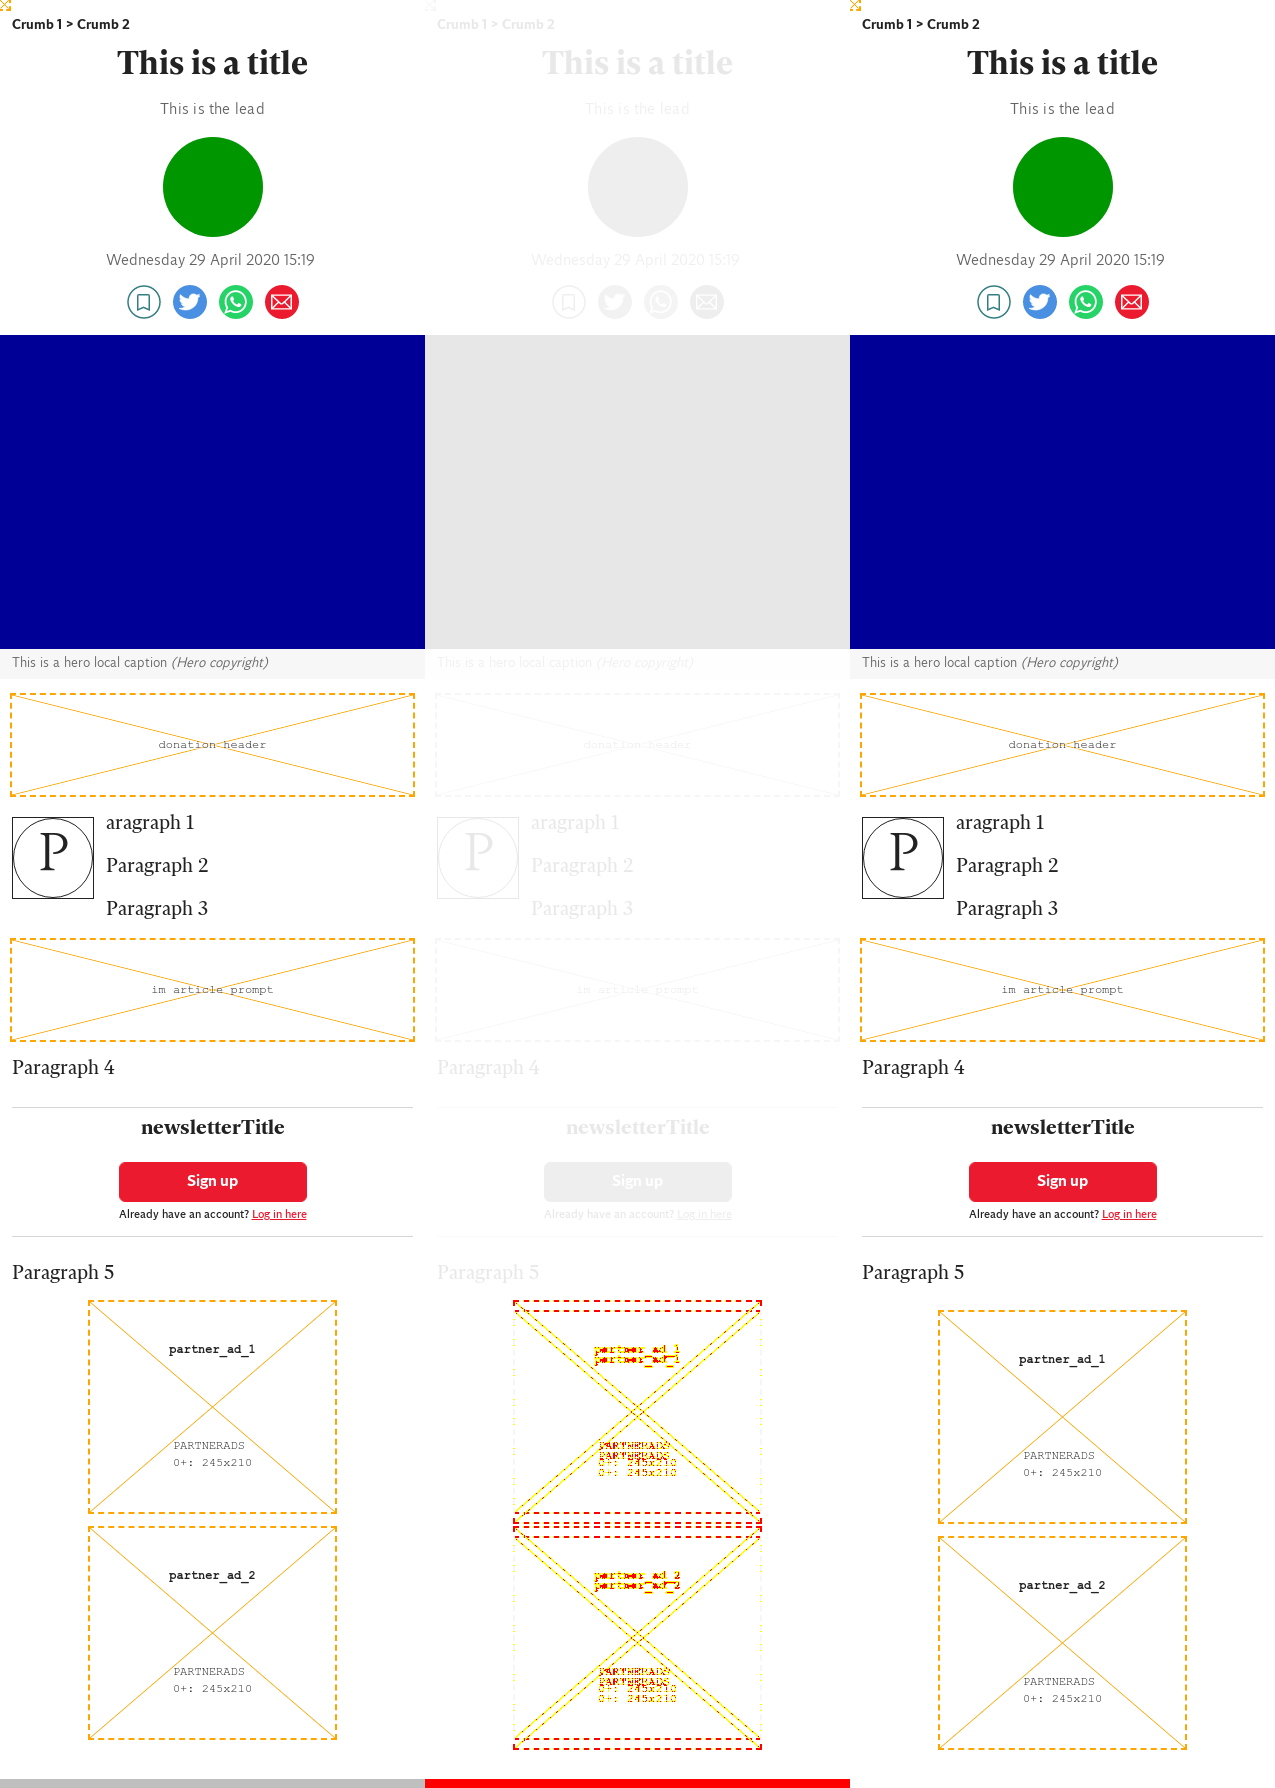 Crumb 1 > Crumb 2
This is a title
This is the lead
Wednesday 29 April 2020 15:19
This is a hero local caption (Hero copyright)
donation header
P
aragraph 1
Paragraph 2
Paragraph 3
im article prompt
Paragraph 4
newsletterTitle
Sign up
Already have an account? Log in here
Paragraph 5
partner_ad_1
PARTNERADS
0+: 245x210
partner_ad_2
PARTNERADS
0+: 245x210
Crumb 1 > Crumb 2
This is a title
This is the lead
Wednesday 29 April 2020 15:19
This is a hero local caption (Hero copyright)
donation header
P
aragraph 1
Paragraph 2
Paragraph 3
im article prompt
Paragraph 4
newsletterTitle
Sign up
Already have an account? Log in here
Paragraph 5
partner_ad_1
partner_ad_1
PARTNERADS
PARTNERADS
0+: 245x210
0+: 245x210
partner_ad_2
partner_ad_2
PARTNERADS
PARTNERADS
0+: 245x210
0+: 245x210
Crumb 1 > Crumb 2
This is a title
This is the lead
Wednesday 29 April 2020 15:19
This is a hero local caption (Hero copyright)
donation header
P
aragraph 1
Paragraph 2
Paragraph 3
im article prompt
Paragraph 4
newsletterTitle
Sign up
Already have an account? Log in here
Paragraph 5
partner_ad_1
PARTNERADS
0+: 245x210
partner_ad_2
PARTNERADS
0+: 245x210